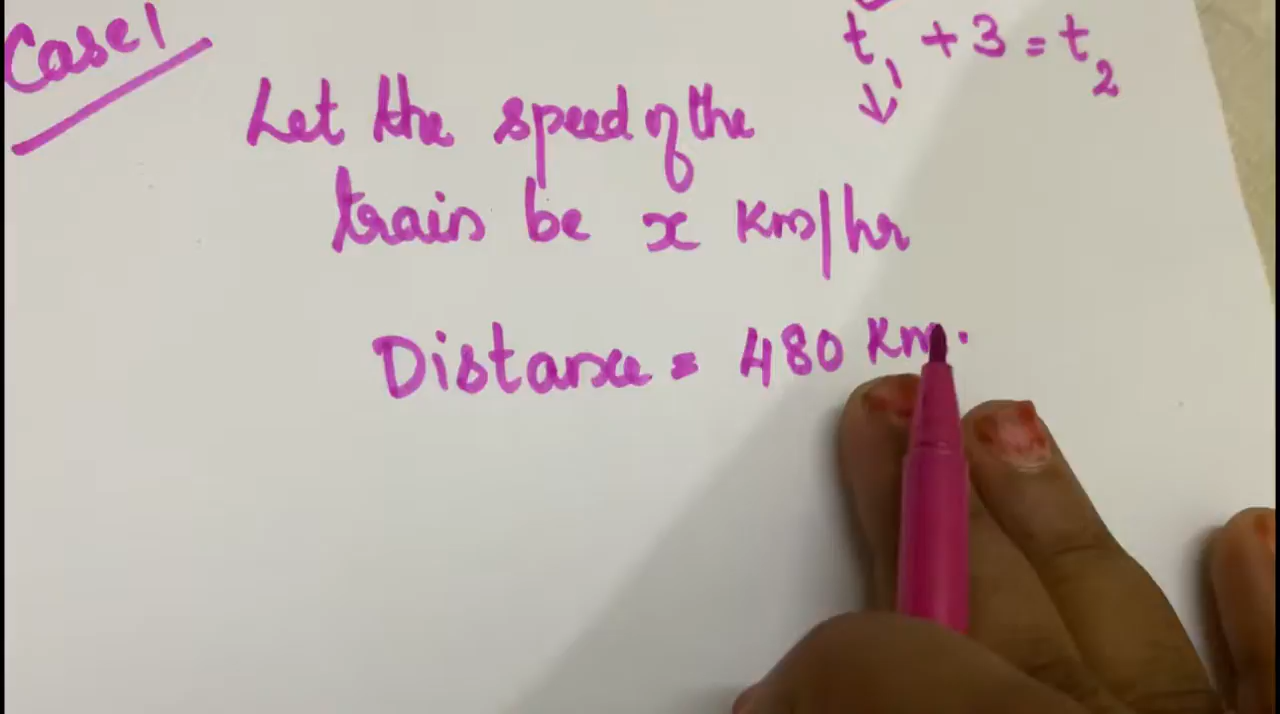 Case 1
t₁ + 3 = t₂
Let the speed of the
train be x Km/hr
Distance = 480 Km.